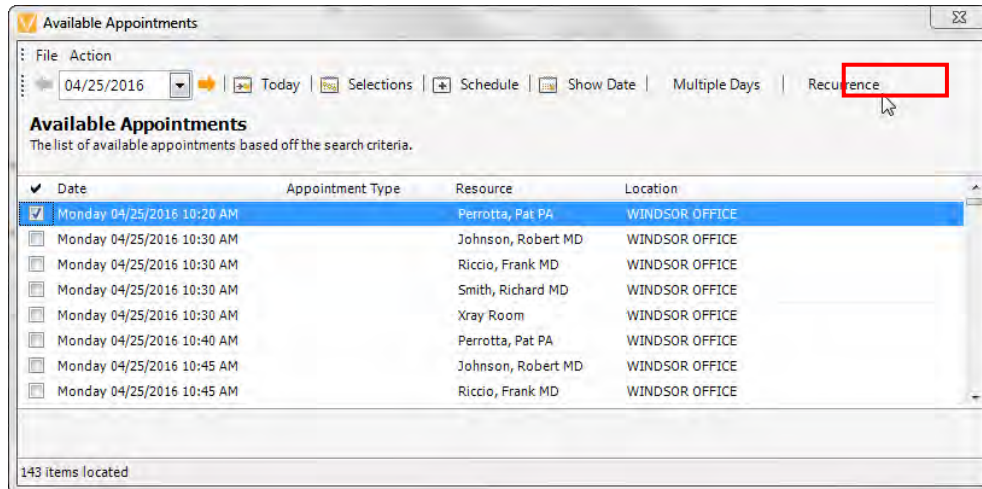 Available Appointments
File Action
04/25/2016 Today Selections Schedule Show Date Multiple Days Recurrence
Available Appointments
The list of available appointments based off the search criteria.
Date Appointment Type Resource Location
Monday 04/25/2016 10:20 AM Perrotta, Pat PA WINDSOR OFFICE
Monday 04/25/2016 10:30 AM Johnson, Robert MD WINDSOR OFFICE
Monday 04/25/2016 10:30 AM Riccio, Frank MD WINDSOR OFFICE
Monday 04/25/2016 10:30 AM Smith, Richard MD WINDSOR OFFICE
Monday 04/25/2016 10:30 AM Xray Room WINDSOR OFFICE
Monday 04/25/2016 10:40 AM Perrotta, Pat PA WINDSOR OFFICE
Monday 04/25/2016 10:45 AM Johnson, Robert MD WINDSOR OFFICE
Monday 04/25/2016 10:45 AM Riccio, Frank MD WINDSOR OFFICE
143 items located